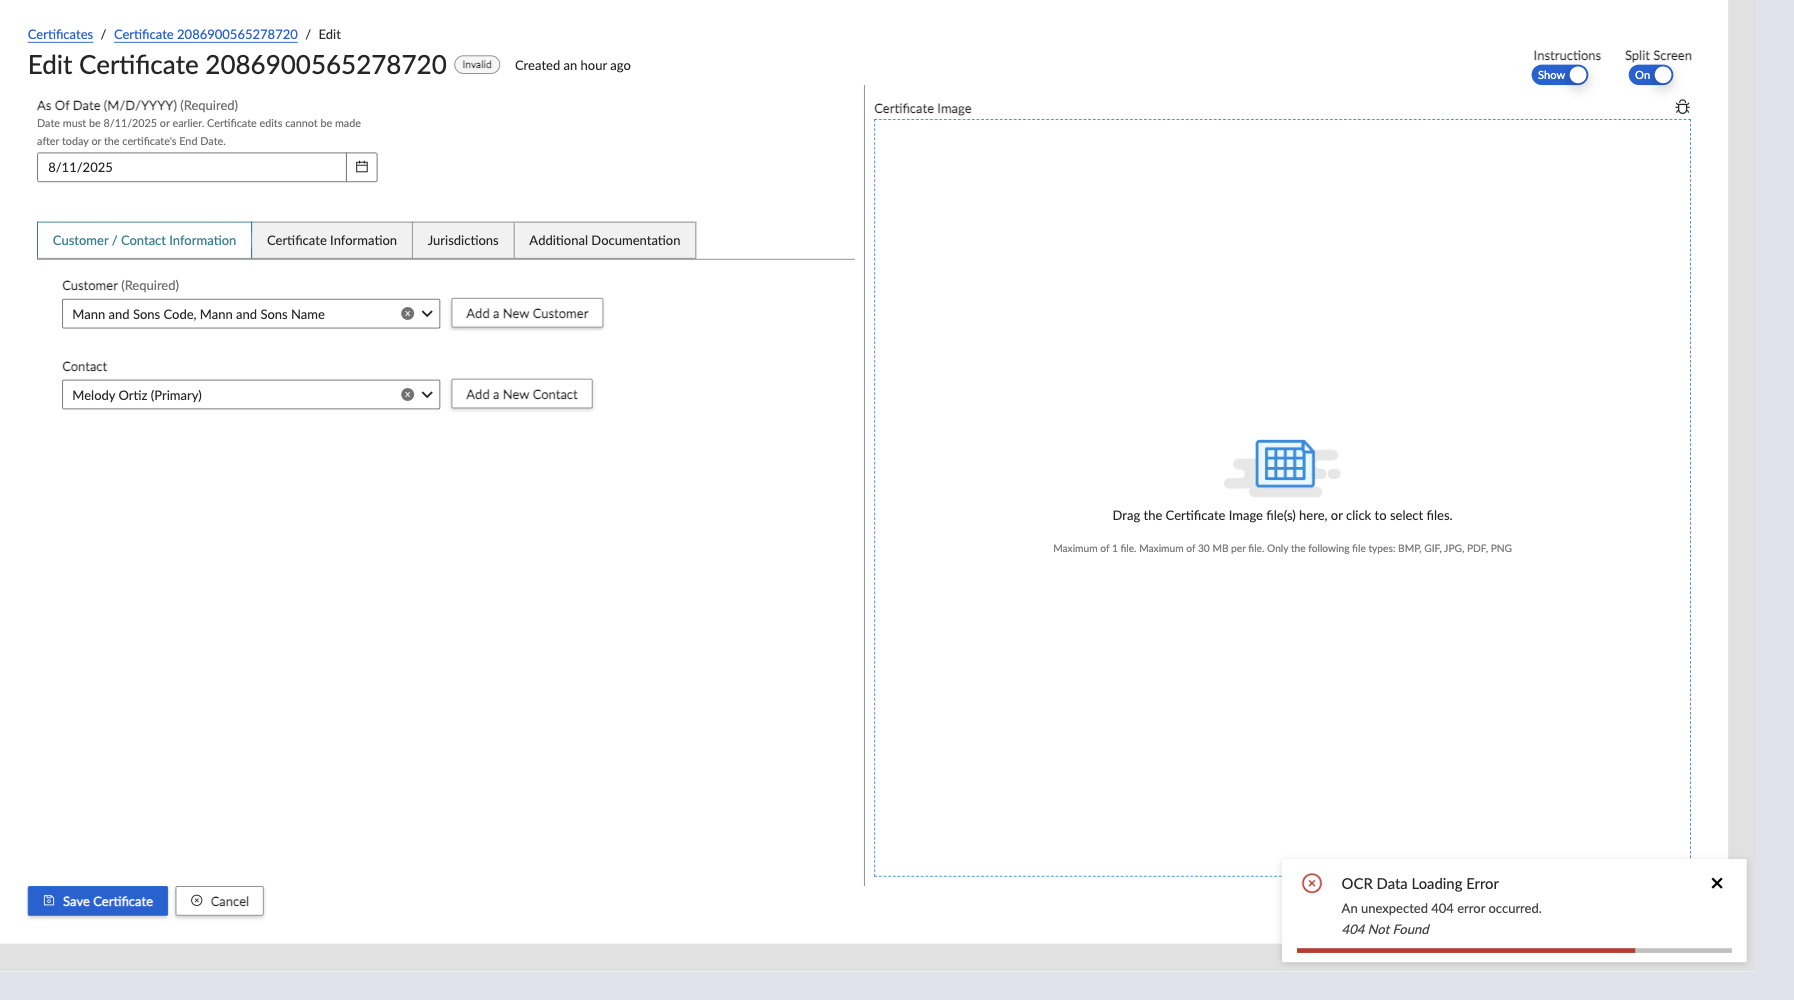 Certificates / Certificate 2086900565278720 / Edit
Edit Certificate 2086900565278720 Invalid Created an hour ago
Instructions Split Screen
Show On
As Of Date (M/D/YYYY) (Required)
Date must be 8/11/2025 or earlier. Certificate edits cannot be made
after today or the certificate's End Date.
8/11/2025
Customer / Contact Information Certificate Information Jurisdictions Additional Documentation
Customer (Required)
Mann and Sons Code, Mann and Sons Name Add a New Customer
Contact
Melody Ortiz (Primary) Add a New Contact
Certificate Image
Drag the Certificate Image file(s) here, or click to select files.
Maximum of 1 file. Maximum of 30 MB per file. Only the following file types: BMP, GIF, JPG, PDF, PNG
Save Certificate Cancel
OCR Data Loading Error
An unexpected 404 error occurred.
404 Not Found